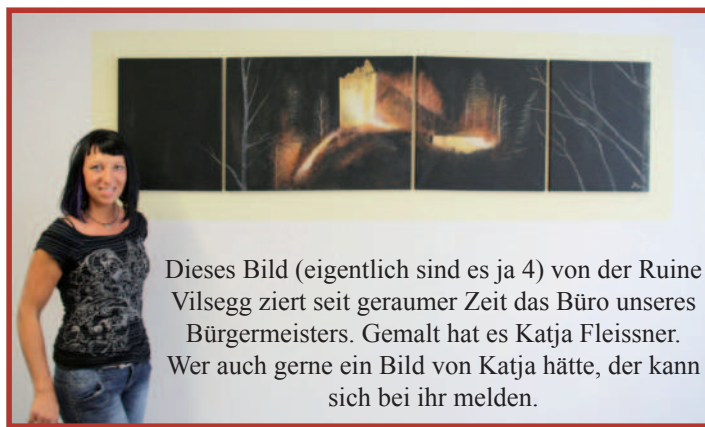 Dieses Bild (eigentlich sind es ja 4) von der Ruine
Vilsegg ziert seit geraumer Zeit das Büro unseres
Bürgermeisters. Gemalt hat es Katja Fleissner.
Wer auch gerne ein Bild von Katja hätte, der kann
sich bei ihr melden.